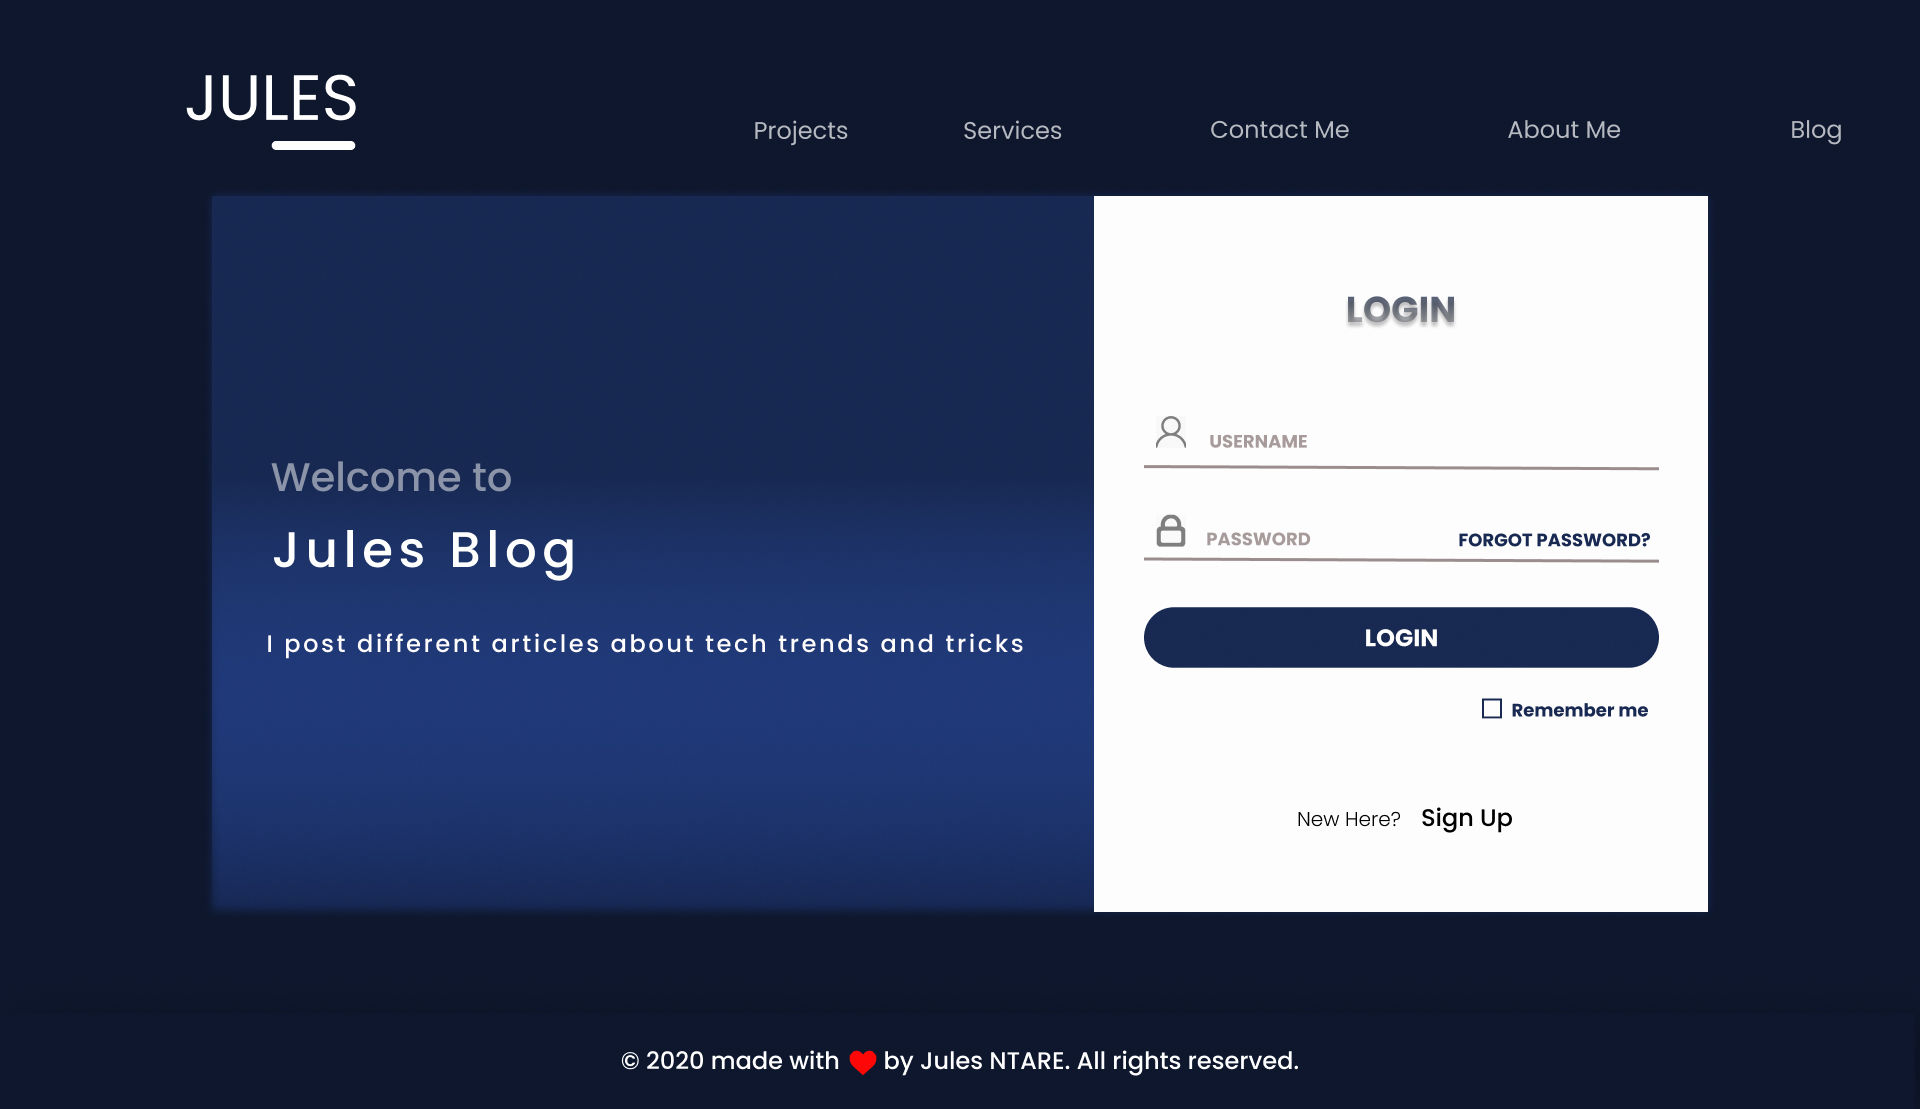 JULES
Projects Services Contact Me About Me Blog
Welcome to
Jules Blog
I post different articles about tech trends and tricks
LOGIN
USERNAME
PASSWORD FORGOT PASSWORD?
LOGIN
Remember me
New Here? Sign Up
© 2020 made with ❤ by Jules NTARE. All rights reserved.